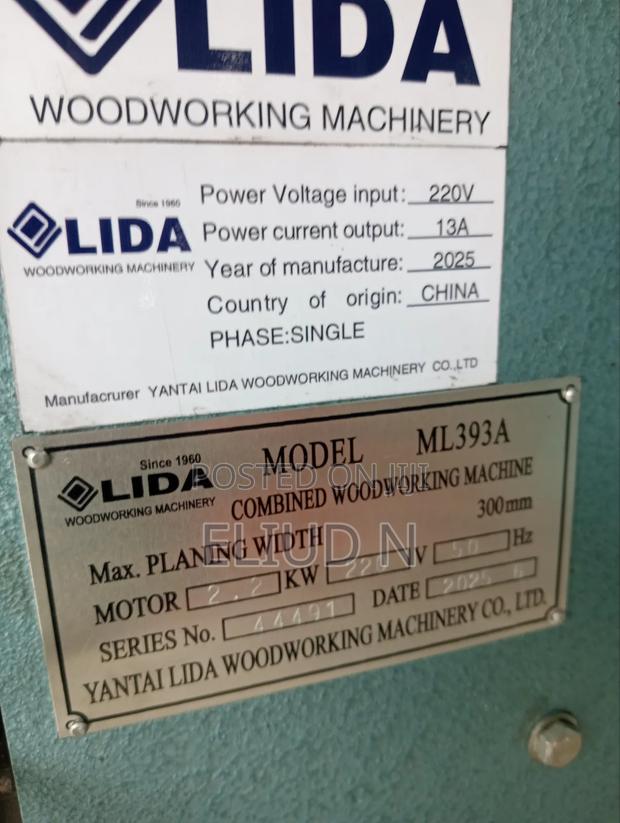 LIDA
WOODWORKING MACHINERY
Since 1960
LIDA
WOODWORKING MACHINERY
Power Voltage input: 220V
Power current output: 13A
Year of manufacture: 2025
Country of origin: CHINA
PHASE:SINGLE
Manufacrurer YANTAI LIDA WOODWORKING MACHINERY CO.,LTD
Since 1960
LIDA
WOODWORKING MACHINERY
MODEL ML393A
COMBINED WOODWORKING MACHINE
Max. PLANING WIDTH 300mm
MOTOR 2.2 KW 220 V 50 Hz
SERIES No. 44491 DATE 2025 6
YANTAI LIDA WOODWORKING MACHINERY CO., LTD.
POSTED ON JIJI
ELIUD N